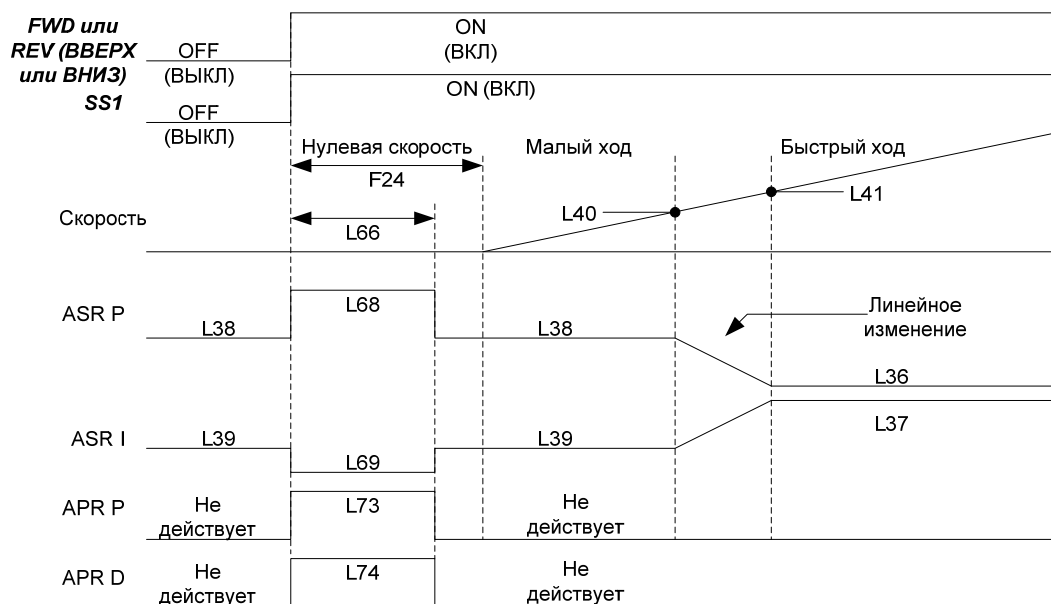 FWD или
REV (ВВЕРХ
или ВНИЗ)
OFF
(ВЫКЛ)
ON
(ВКЛ)
SS1
OFF
(ВЫКЛ)
ON (ВКЛ)
Нулевая скорость
Малый ход
Быстрый ход
F24
L40
L41
Скорость
L66
ASR P
L38
L68
L38
Линейное
изменение
L36
ASR I
L39
L69
L39
L37
APR P
Не
действует
L73
Не
действует
APR D
Не
действует
L74
Не
действует